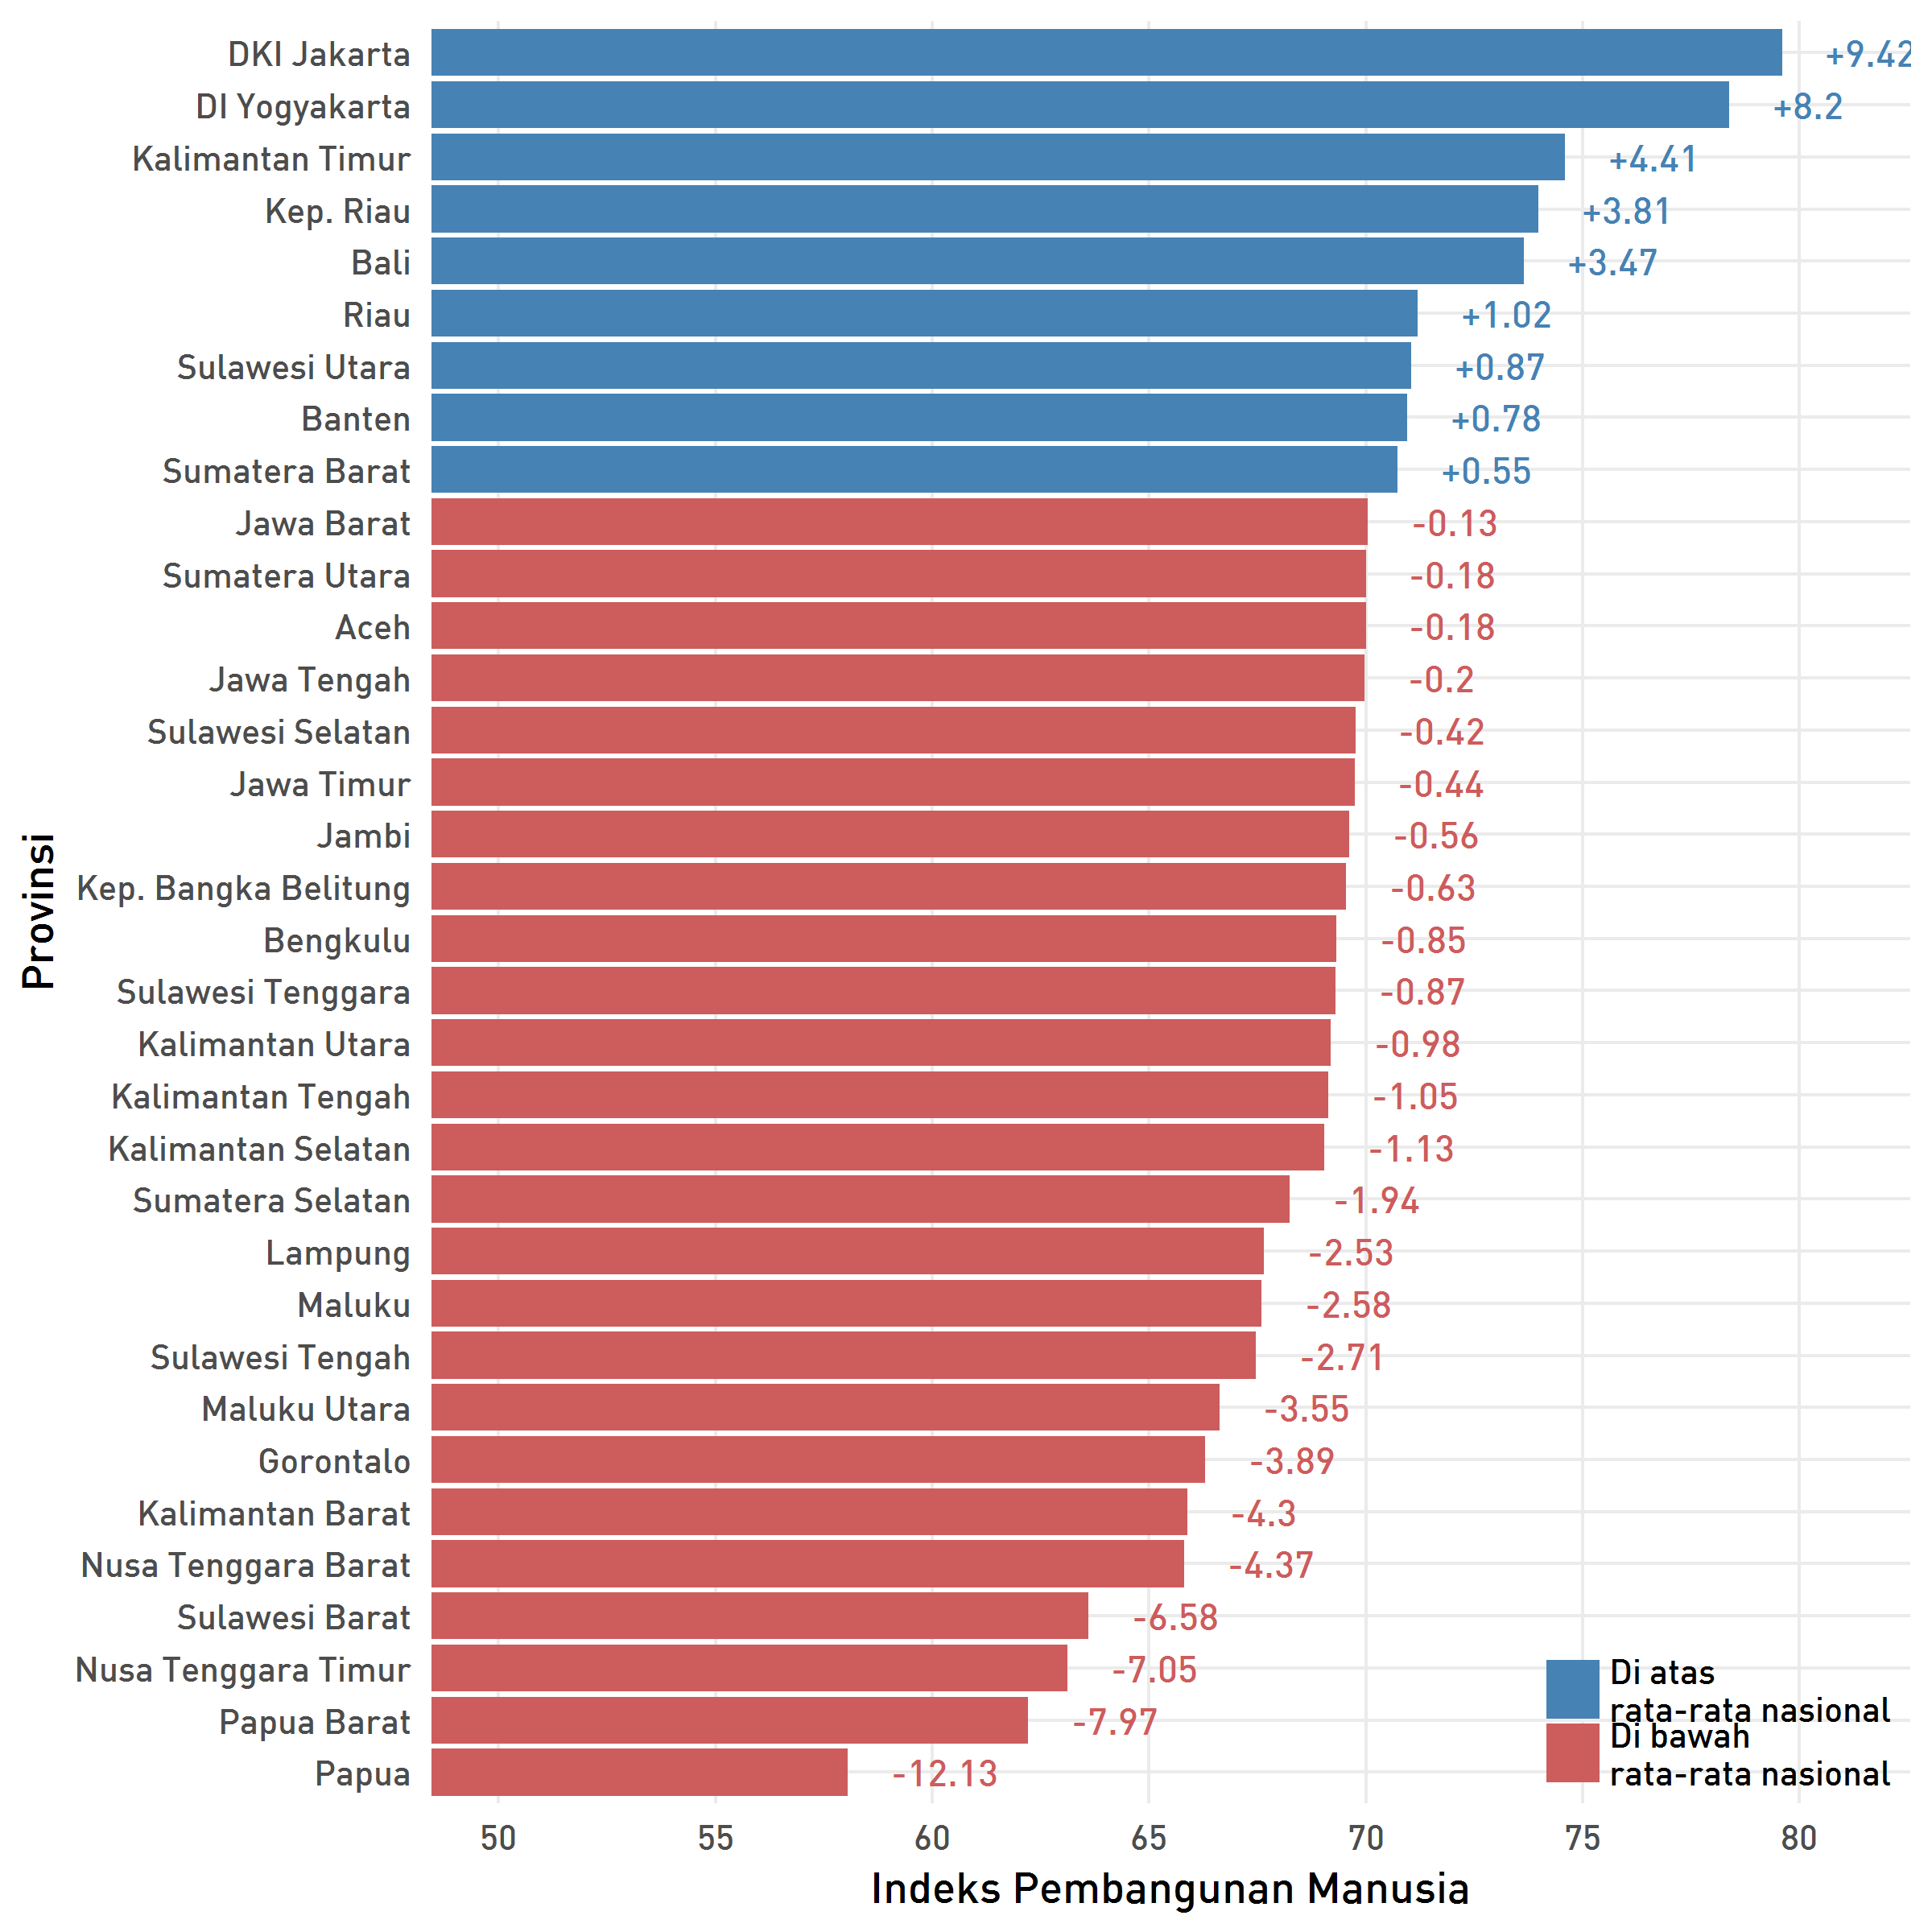 DKI Jakarta +9.42
DI Yogyakarta +8.2
Kalimantan Timur +4.41
Kep. Riau +3.81
Bali +3.47
Riau +1.02
Sulawesi Utara +0.87
Banten +0.78
Sumatera Barat +0.55
Jawa Barat -0.13
Sumatera Utara -0.18
Aceh -0.18
Jawa Tengah -0.2
Sulawesi Selatan -0.42
Jawa Timur -0.44
Jambi -0.56
Kep. Bangka Belitung -0.63
Bengkulu -0.85
Sulawesi Tenggara -0.87
Kalimantan Utara -0.98
Kalimantan Tengah -1.05
Kalimantan Selatan -1.13
Sumatera Selatan -1.94
Lampung -2.53
Maluku -2.58
Sulawesi Tengah -2.71
Maluku Utara -3.55
Gorontalo -3.89
Kalimantan Barat -4.3
Nusa Tenggara Barat -4.37
Sulawesi Barat -6.58
Nusa Tenggara Timur -7.05
Papua Barat -7.97
Papua -12.13
Provinsi
Di atas
rata-rata nasional
Di bawah
rata-rata nasional
50 55 60 65 70 75 80
Indeks Pembangunan Manusia